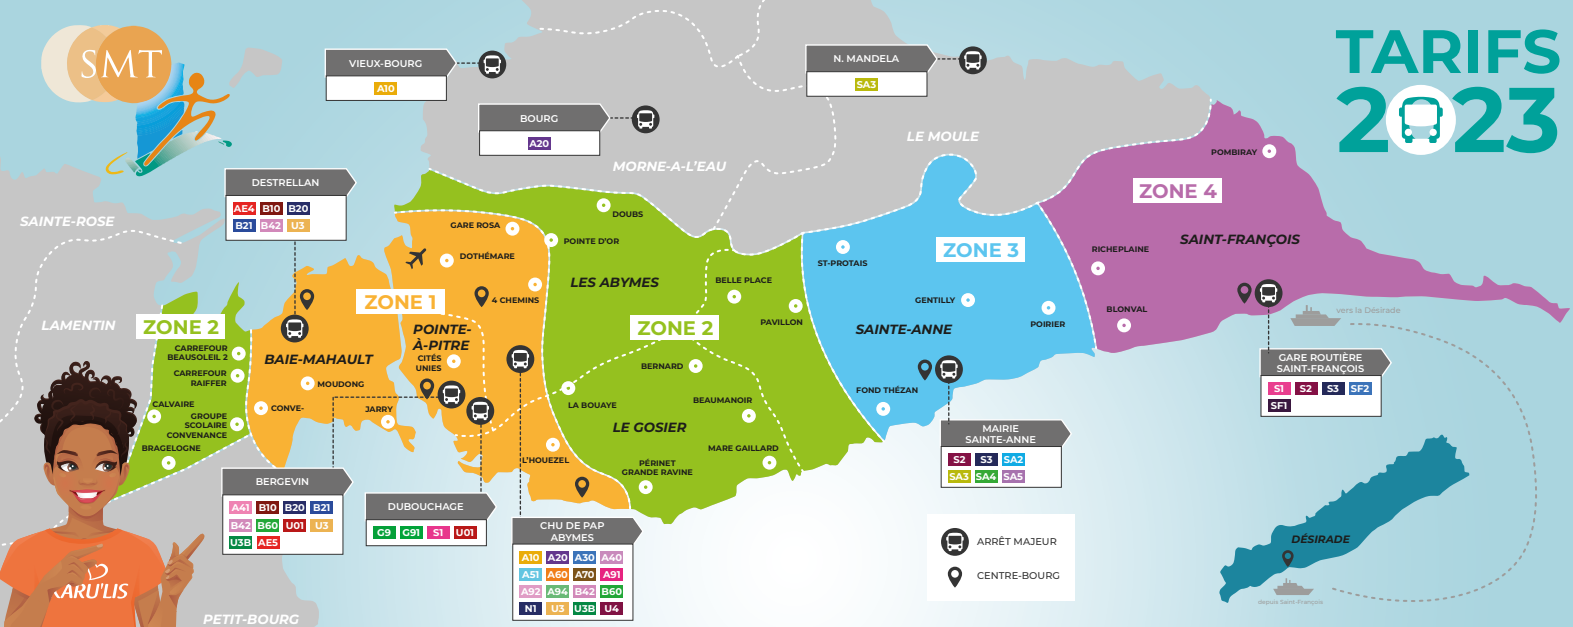 SMT
TARIFS
2023
VIEUX-BOURG
A10
BOURG
A20
N. MANDELA
SA3
LE MOULE
MORNE-A-L'EAU
SAINTE-ROSE
LAMENTIN
PETIT-BOURG
DESTRELLAN
AE4 B10 B20
B21 B42 U3
ZONE 2
CARREFOUR
BEAUSOLEIL 2
CARREFOUR
RAIFFER
CALVAIRE
GROUPE
SCOLAIRE
CONVENANCE
BRAGELOGNE
ZONE 1
BAIE-MAHAULT
MOUDONG
CONVE-
JARRY
GARE ROSA
DOTHÉMARE
4 CHEMINS
POINTE-
À-PITRE
CITÉS
UNIES
L'HOUEZEL
DOUBS
POINTE D'OR
LES ABYMES
ZONE 2
BELLE PLACE
PAVILLON
BERNARD
BEAUMANOIR
LA BOUAYE
LE GOSIER
MARE GAILLARD
PÉRINET
GRANDE RAVINE
ZONE 3
ST-PROTAIS
GENTILLY
POIRIER
SAINTE-ANNE
FOND THÉZAN
ZONE 4
POMBIRAY
SAINT-FRANÇOIS
RICHEPLAINE
BLONVAL
vers la Désirade
GARE ROUTIÈRE
SAINT-FRANÇOIS
S1 S2 S3 SF2
SF1
MAIRIE
SAINTE-ANNE
S2 S3 SA2
SA3 SA4 SA5
BERGEVIN
A41 B10 B20 B21
B42 B60 U01 U3
U3B AE5
DUBOUCHAGE
G9 G91 S1 U01
CHU DE PAP
ABYMES
A10 A20 A30 A40
A51 A60 A70 A91
A92 A94 B42 B60
N1 U3 U3B U4
ARRÊT MAJEUR
CENTRE-BOURG
DÉSIRADE
depuis Saint-François
KARU'LIS